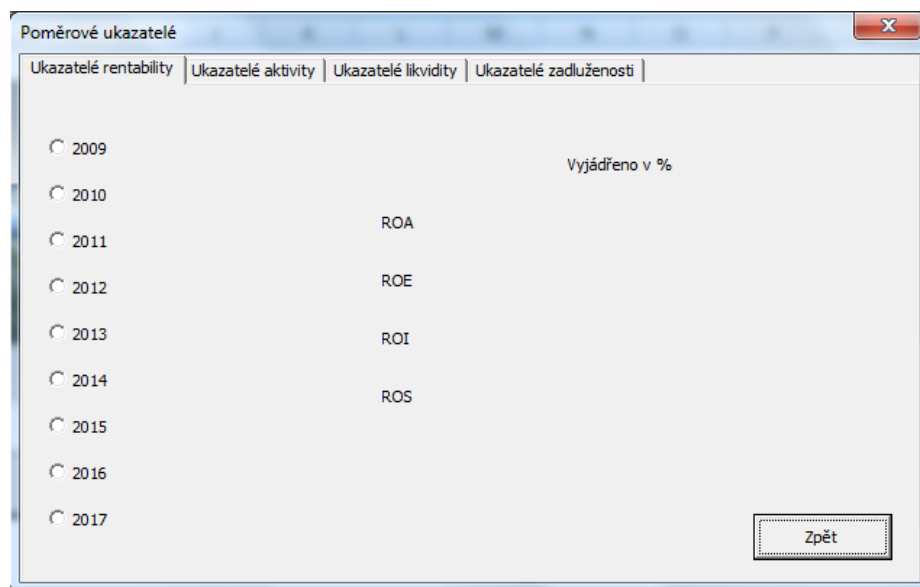 Poměrové ukazatelé
Ukazatelé rentability
Ukazatelé aktivity
Ukazatelé likvidity
Ukazatelé zadluženosti
2009
2010
2011
2012
2013
2014
2015
2016
2017
Vyjádřeno v %
ROA
ROE
ROI
ROS
Zpět